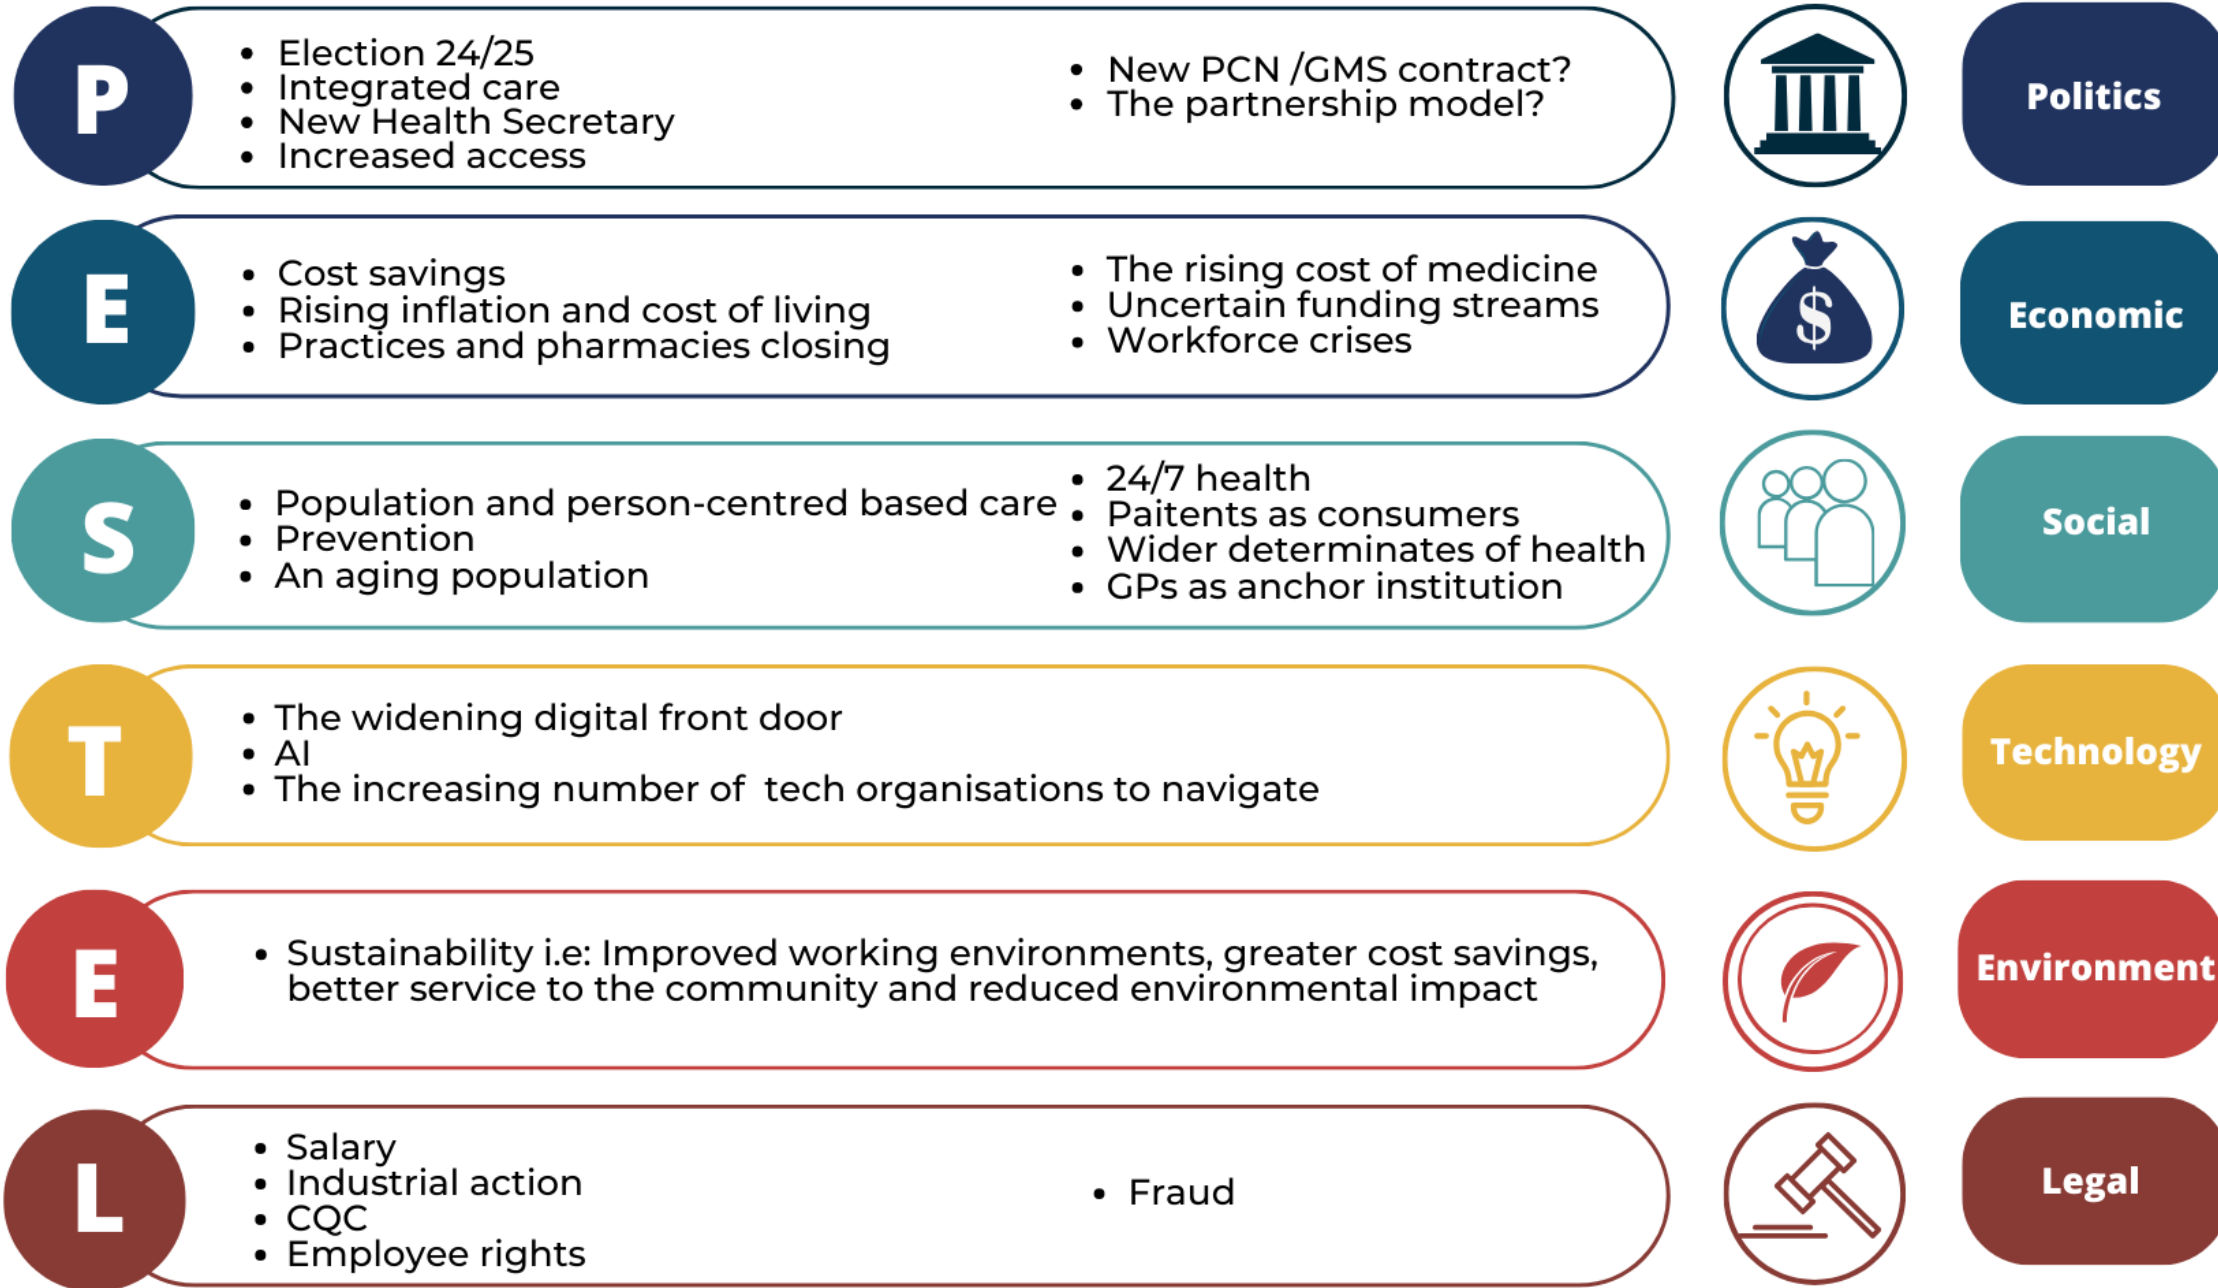 P
• Election 24/25
• Integrated care
• New Health Secretary
• Increased access
• New PCN /GMS contract?
• The partnership model?
Politics
E
• Cost savings
• Rising inflation and cost of living
• Practices and pharmacies closing
• The rising cost of medicine
• Uncertain funding streams
• Workforce crises
$
Economic
S
• Population and person-centred based care
• Prevention
• An aging population
• 24/7 health
• Paitents as consumers
• Wider determinates of health
• GPs as anchor institution
Social
T
• The widening digital front door
• AI
• The increasing number of  tech organisations to navigate
Technology
E
• Sustainability i.e: Improved working environments, greater cost savings,
better service to the community and reduced environmental impact
Environment
L
• Salary
• Industrial action
• CQC
• Employee rights
• Fraud
Legal